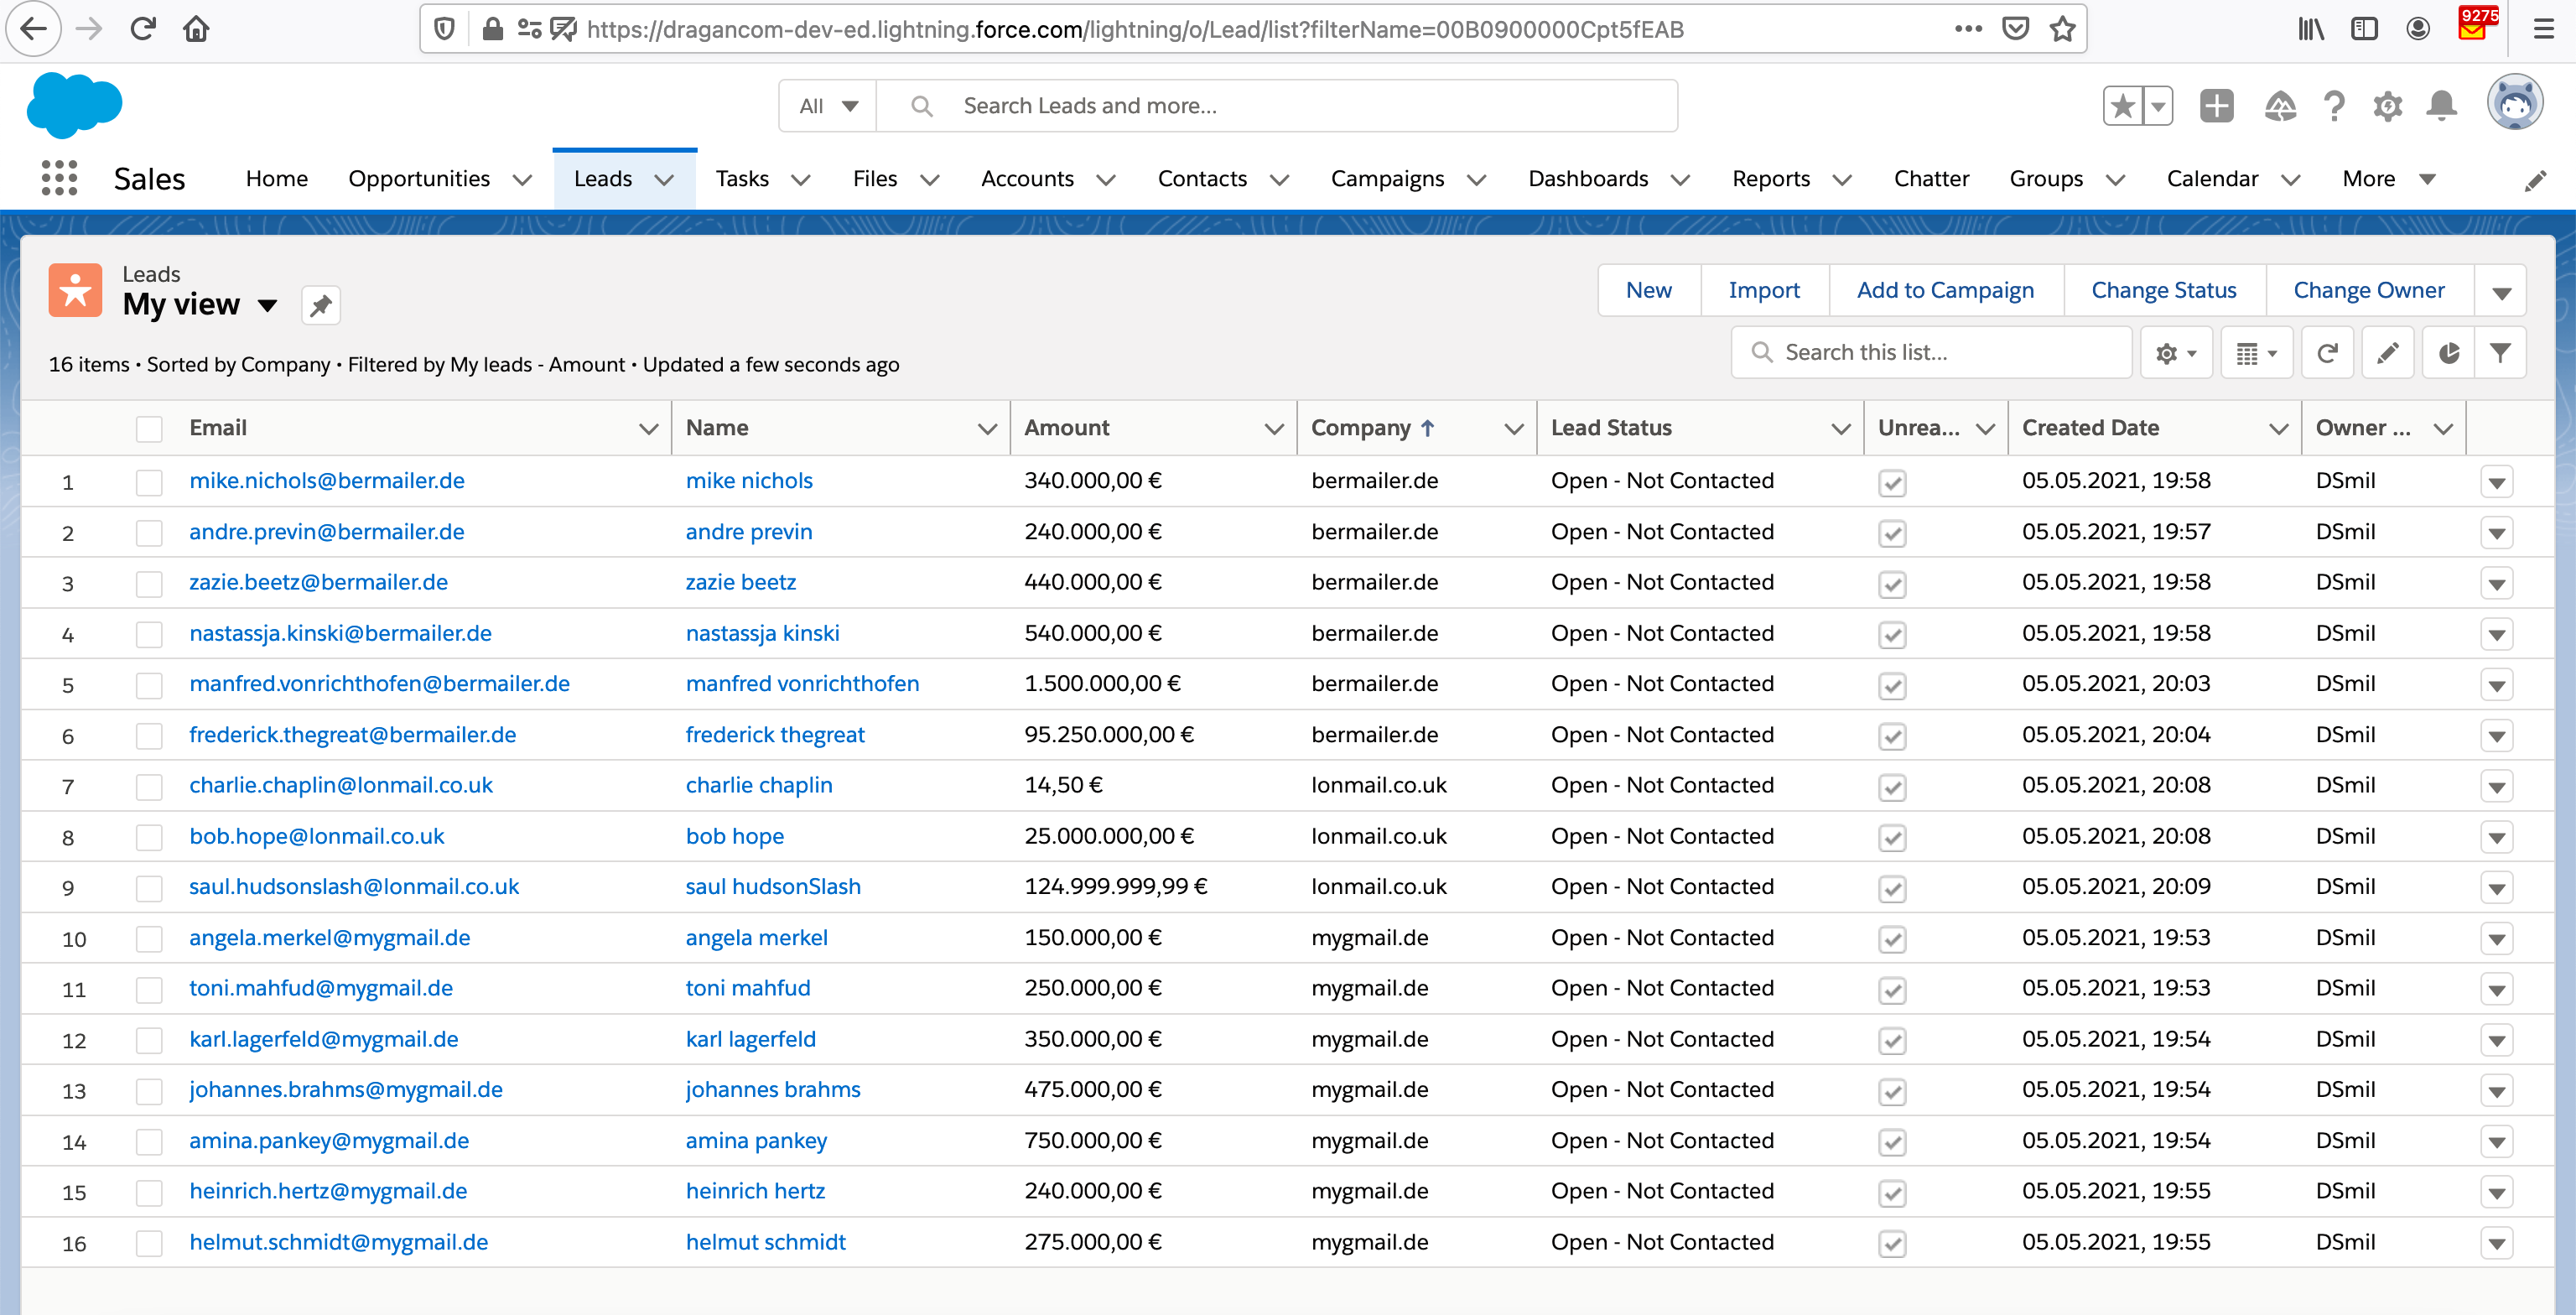 https://dragancom-dev-ed.lightning.force.com/lightning/o/Lead/list?filterName=00B0900000Cpt5fEAB
9275
All Search Leads and more...
Sales Home Opportunities Leads Tasks Files Accounts Contacts Campaigns Dashboards Reports Chatter Groups Calendar More
Leads
My view
New Import Add to Campaign Change Status Change Owner
16 items • Sorted by Company • Filtered by My leads - Amount • Updated a few seconds ago
Search this list...
Email Name Amount Company Lead Status Unrea... Created Date Owner ...
1 mike.nichols@bermailer.de mike nichols 340.000,00 € bermailer.de Open - Not Contacted 05.05.2021, 19:58 DSmil
2 andre.previn@bermailer.de andre previn 240.000,00 € bermailer.de Open - Not Contacted 05.05.2021, 19:57 DSmil
3 zazie.beetz@bermailer.de zazie beetz 440.000,00 € bermailer.de Open - Not Contacted 05.05.2021, 19:58 DSmil
4 nastassja.kinski@bermailer.de nastassja kinski 540.000,00 € bermailer.de Open - Not Contacted 05.05.2021, 19:58 DSmil
5 manfred.vonrichthofen@bermailer.de manfred vonrichthofen 1.500.000,00 € bermailer.de Open - Not Contacted 05.05.2021, 20:03 DSmil
6 frederick.thegreat@bermailer.de frederick thegreat 95.250.000,00 € bermailer.de Open - Not Contacted 05.05.2021, 20:04 DSmil
7 charlie.chaplin@lonmail.co.uk charlie chaplin 14,50 € lonmail.co.uk Open - Not Contacted 05.05.2021, 20:08 DSmil
8 bob.hope@lonmail.co.uk bob hope 25.000.000,00 € lonmail.co.uk Open - Not Contacted 05.05.2021, 20:08 DSmil
9 saul.hudsonslash@lonmail.co.uk saul hudsonSlash 124.999.999,99 € lonmail.co.uk Open - Not Contacted 05.05.2021, 20:09 DSmil
10 angela.merkel@mygmail.de angela merkel 150.000,00 € mygmail.de Open - Not Contacted 05.05.2021, 19:53 DSmil
11 toni.mahfud@mygmail.de toni mahfud 250.000,00 € mygmail.de Open - Not Contacted 05.05.2021, 19:53 DSmil
12 karl.lagerfeld@mygmail.de karl lagerfeld 350.000,00 € mygmail.de Open - Not Contacted 05.05.2021, 19:54 DSmil
13 johannes.brahms@mygmail.de johannes brahms 475.000,00 € mygmail.de Open - Not Contacted 05.05.2021, 19:54 DSmil
14 amina.pankey@mygmail.de amina pankey 750.000,00 € mygmail.de Open - Not Contacted 05.05.2021, 19:54 DSmil
15 heinrich.hertz@mygmail.de heinrich hertz 240.000,00 € mygmail.de Open - Not Contacted 05.05.2021, 19:55 DSmil
16 helmut.schmidt@mygmail.de helmut schmidt 275.000,00 € mygmail.de Open - Not Contacted 05.05.2021, 19:55 DSmil